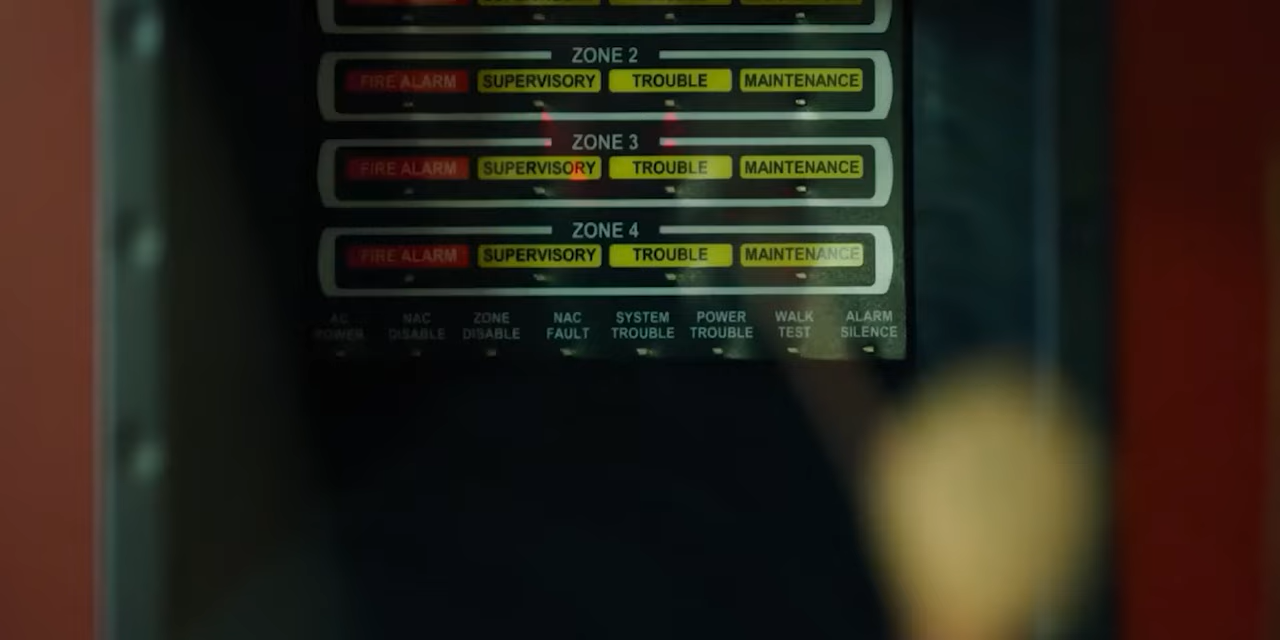 ZONE 2
FIRE ALARM SUPERVISORY TROUBLE MAINTENANCE
ZONE 3
FIRE ALARM SUPERVISORY TROUBLE MAINTENANCE
ZONE 4
FIRE ALARM SUPERVISORY TROUBLE MAINTENANCE
AC POWER
NAC DISABLE
ZONE DISABLE
NAC FAULT
SYSTEM TROUBLE
POWER TROUBLE
WALK TEST
ALARM SILENCE